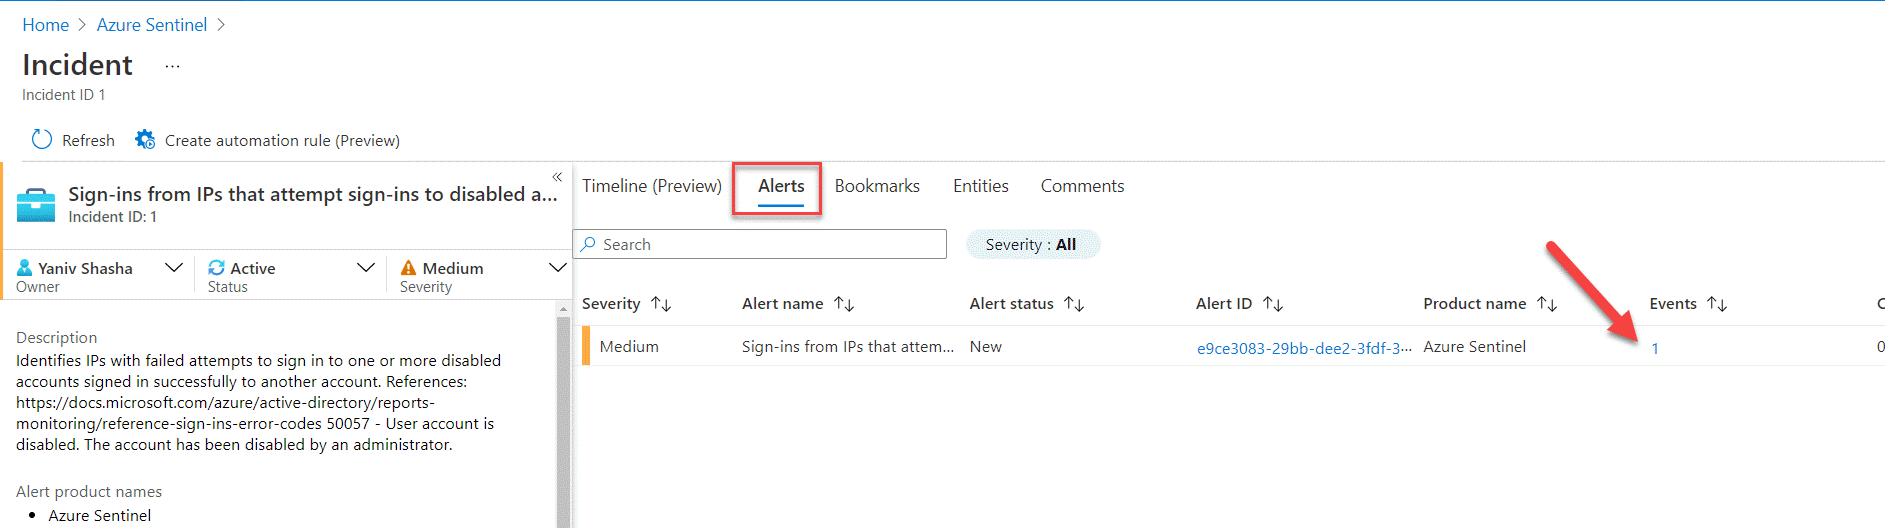 Home > Azure Sentinel >
Incident ...
Incident ID 1
Refresh Create automation rule (Preview)
«
Sign-ins from IPs that attempt sign-ins to disabled a...
Incident ID: 1
Yaniv Shasha
Owner
Active
Status
Medium
Severity
Description
Identifies IPs with failed attempts to sign in to one or more disabled
accounts signed in successfully to another account. References:
https://docs.microsoft.com/azure/active-directory/reports-
monitoring/reference-sign-ins-error-codes 50057 - User account is
disabled. The account has been disabled by an administrator.
Alert product names
• Azure Sentinel
Timeline (Preview) Alerts Bookmarks Entities Comments
Search Severity : All
Severity ↑↓ Alert name ↑↓ Alert status ↑↓ Alert ID ↑↓ Product name ↑↓ Events ↑↓ C
Medium Sign-ins from IPs that attem... New e9ce3083-29bb-dee2-3fdf-3... Azure Sentinel 1 0